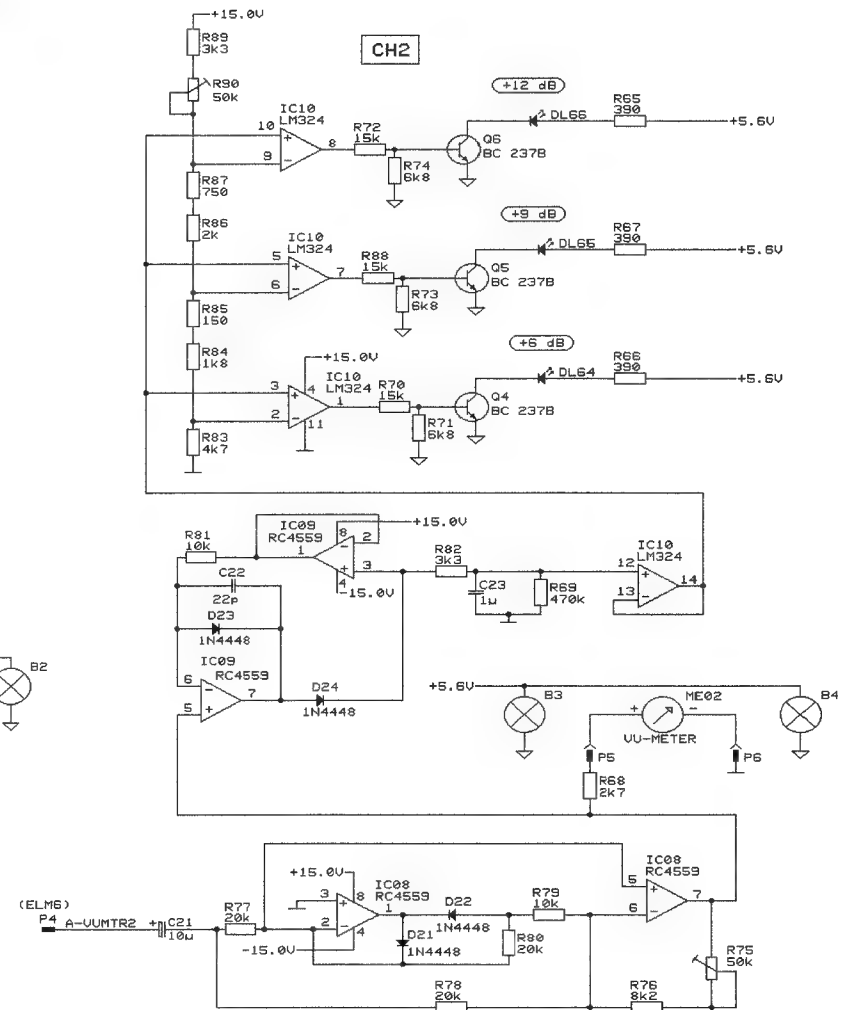 +15.0V
R89
3k3
CH2
R90
50k
+12 dB
IC10
LM324
10
9
8
R72
15k
R74
6k8
Q6
BC 237B
DL66
R65
390
+5.6V
R87
750
R86
2k
+9 dB
IC10
LM324
5
6
7
R88
15k
R73
6k8
Q5
BC 237B
DL65
R67
390
+5.6V
R85
150
R84
1k8
+6 dB
+15.0V
IC10
LM324
3
2
4
1
11
R70
15k
R71
6k8
Q4
BC 237B
DL64
R66
390
+5.6V
R83
4k7
R81
10k
IC09
RC4559
8
+15.0V
1
2
3
4
-15.0V
C22
22p
D23
1N4448
R82
3k3
C23
1µ
R69
470k
IC10
LM324
12
13
14
IC09
RC4559
6
5
7
D24
1N4448
B2
+5.6V
B3
ME02
+
-
VU-METER
B4
P5
P6
R68
2k7
(ELM6)
P4
A-VUMTR2
+
C21
10µ
R77
20k
+15.0V
IC08
RC4559
3
2
8
4
1
-15.0V
D21
1N4448
D22
1N4448
R79
10k
R80
20k
IC08
RC4559
5
6
7
R75
50k
R78
20k
R76
8k2